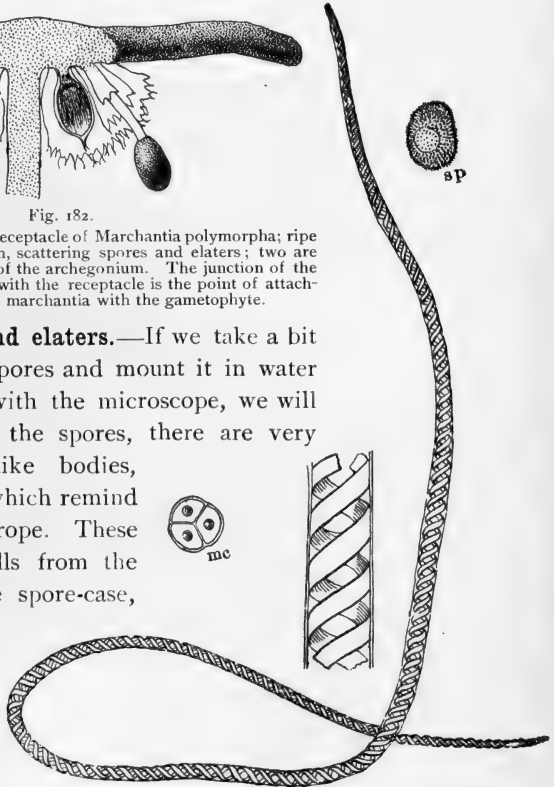 sp
Fig. 182.
eceptacle of Marchantia polymorpha; ripe
n, scattering spores and elaters; two are
of the archegonium. The junction of the
with the receptacle is the point of attach-
marchantia with the gametophyte.
nd elaters.—If we take a bit
pores and mount it in water
with the microscope, we will
the spores, there are very
ike bodies,
which remind
rope. These
lls from the
e spore-case,
mc